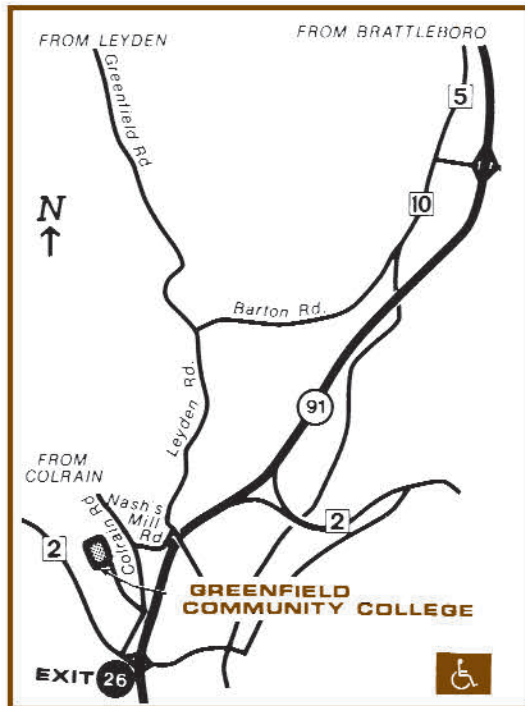 FROM LEYDEN
FROM BRATTLEBORO
Greenfield Rd
5
10
N
Barton Rd.
Leyden Rd.
91
FROM
COLRAIN
Nash's
Mill
Rd
Colrain Rd
2
2
GREENFIELD
COMMUNITY COLLEGE
EXIT 26